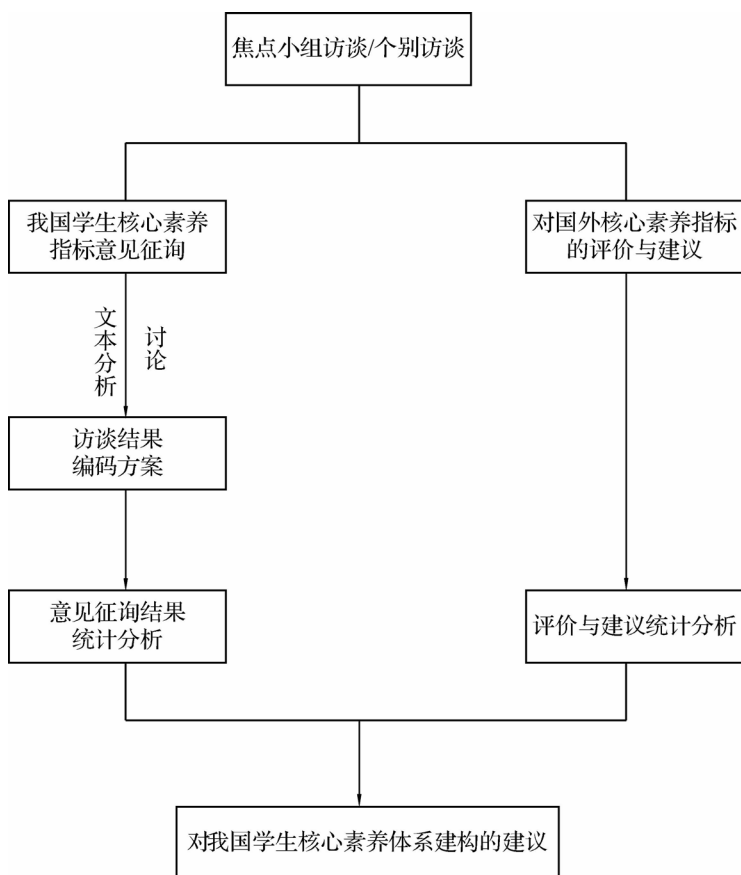 焦点小组访谈/个别访谈
我国学生核心素养
指标意见征询
对国外核心素养指标
的评价与建议
文本分析
讨论
访谈结果
编码方案
意见征询结果
统计分析
评价与建议统计分析
对我国学生核心素养体系建构的建议